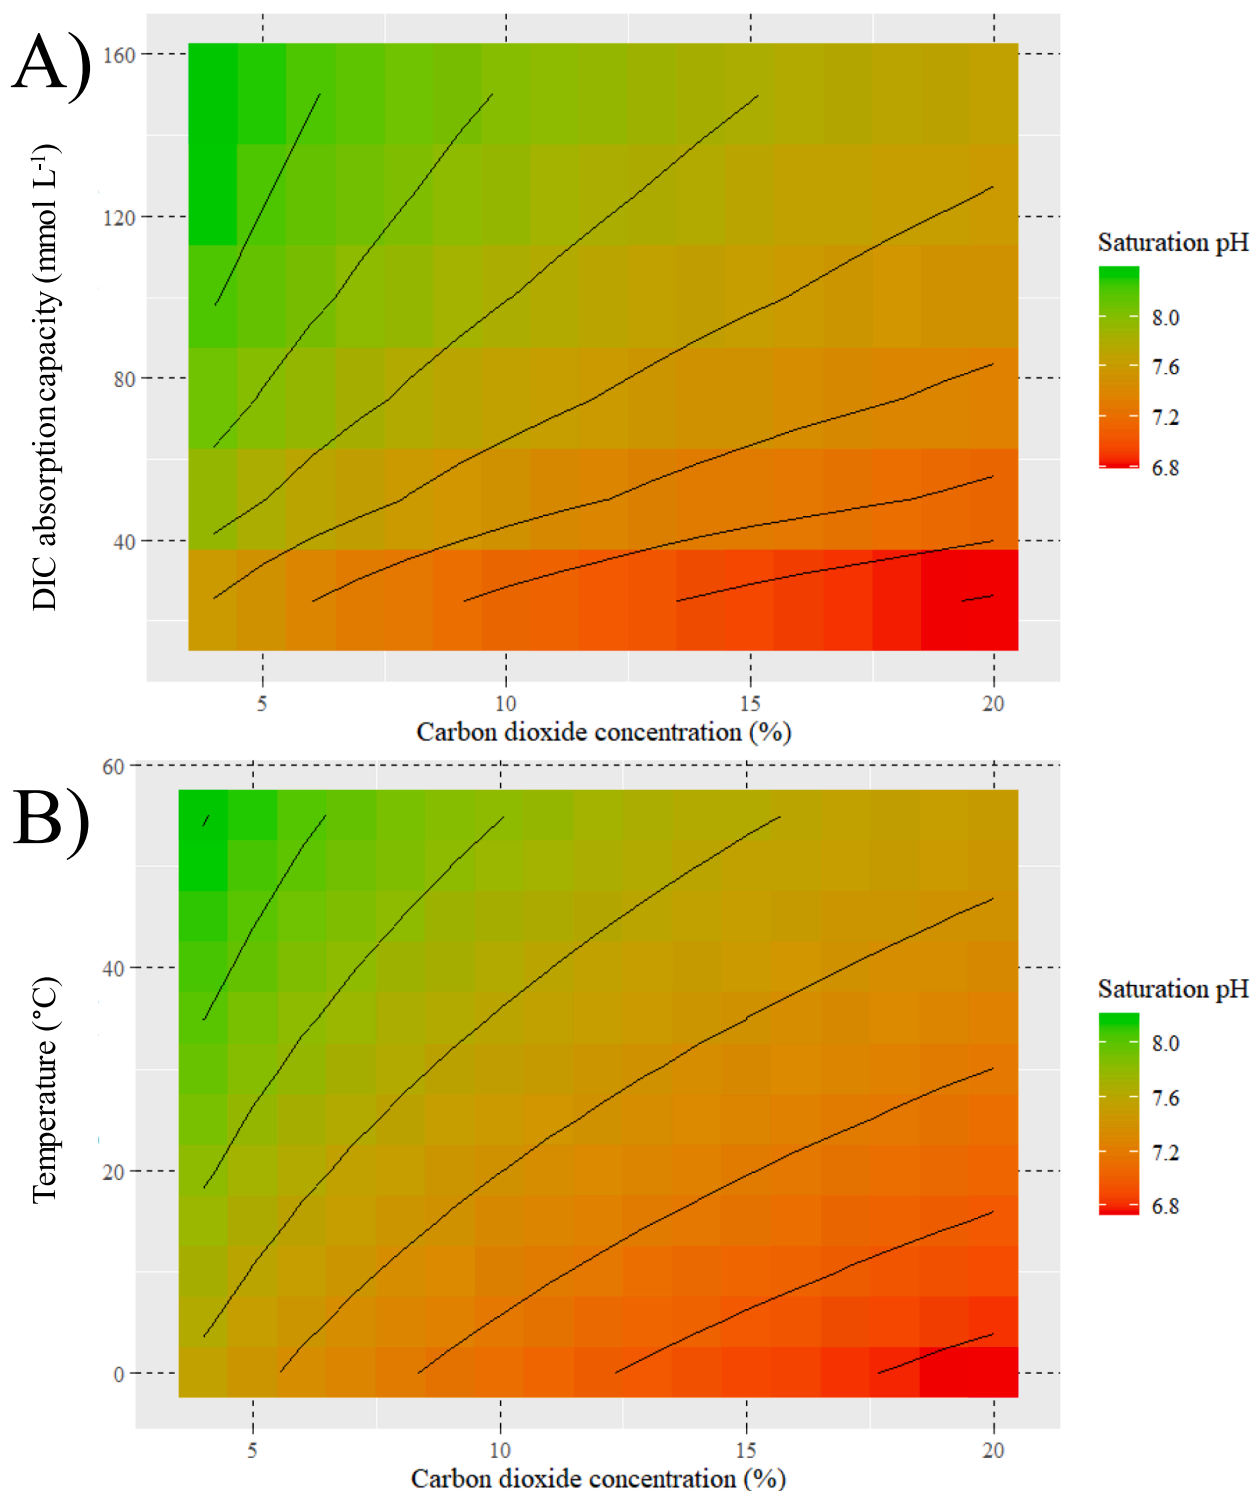 A)
160
120
80
40
DIC absorption capacity (mmol L⁻¹)
5 10 15 20
Carbon dioxide concentration (%)
Saturation pH
8.0
7.6
7.2
6.8
B)
60
40
20
0
Temperature (°C)
5 10 15 20
Carbon dioxide concentration (%)
Saturation pH
8.0
7.6
7.2
6.8